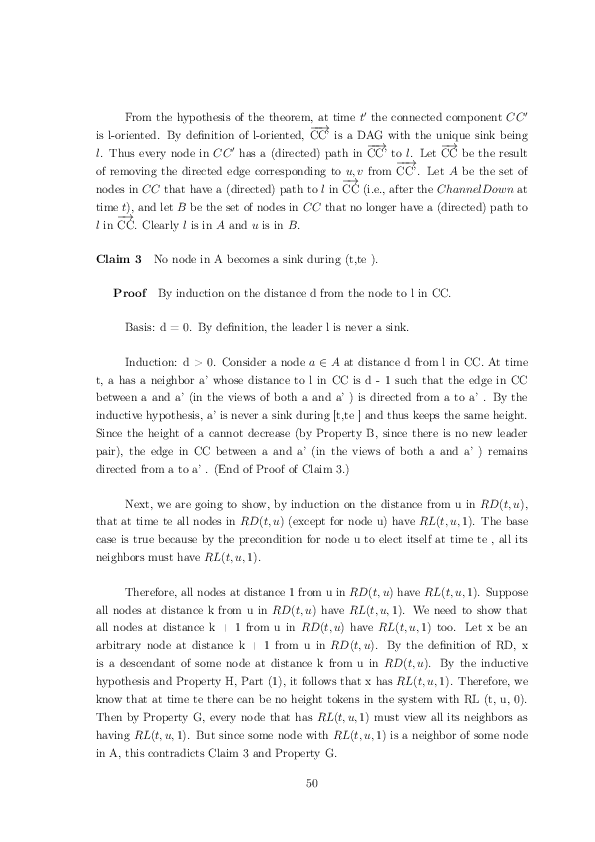 From the hypothesis of the theorem, at time t′ the connected component CC′
is l-oriented. By definition of l-oriented, CC′ is a DAG with the unique sink being
l. Thus every node in CC′ has a (directed) path in CC′ to l. Let CC be the result
of removing the directed edge corresponding to u, v from CC′. Let A be the set of
nodes in CC that have a (directed) path to l in CC (i.e., after the ChannelDown at
time t), and let B be the set of nodes in CC that no longer have a (directed) path to
l in CC. Clearly l is in A and u is in B.
Claim 3 No node in A becomes a sink during (t,te ).
Proof By induction on the distance d from the node to l in CC.
Basis: d = 0. By definition, the leader l is never a sink.
Induction: d > 0. Consider a node a ∈ A at distance d from l in CC. At time
t, a has a neighbor a’ whose distance to l in CC is d - 1 such that the edge in CC
between a and a’ (in the views of both a and a’ ) is directed from a to a’ . By the
inductive hypothesis, a’ is never a sink during [t,te ] and thus keeps the same height.
Since the height of a cannot decrease (by Property B, since there is no new leader
pair), the edge in CC between a and a’ (in the views of both a and a’ ) remains
directed from a to a’ . (End of Proof of Claim 3.)
Next, we are going to show, by induction on the distance from u in RD(t, u),
that at time te all nodes in RD(t, u) (except for node u) have RL(t, u, 1). The base
case is true because by the precondition for node u to elect itself at time te , all its
neighbors must have RL(t, u, 1).
Therefore, all nodes at distance 1 from u in RD(t, u) have RL(t, u, 1). Suppose
all nodes at distance k from u in RD(t, u) have RL(t, u, 1). We need to show that
all nodes at distance k + 1 from u in RD(t, u) have RL(t, u, 1) too. Let x be an
arbitrary node at distance k + 1 from u in RD(t, u). By the definition of RD, x
is a descendant of some node at distance k from u in RD(t, u). By the inductive
hypothesis and Property H, Part (1), it follows that x has RL(t, u, 1). Therefore, we
know that at time te there can be no height tokens in the system with RL (t, u, 0).
Then by Property G, every node that has RL(t, u, 1) must view all its neighbors as
having RL(t, u, 1). But since some node with RL(t, u, 1) is a neighbor of some node
in A, this contradicts Claim 3 and Property G.
50